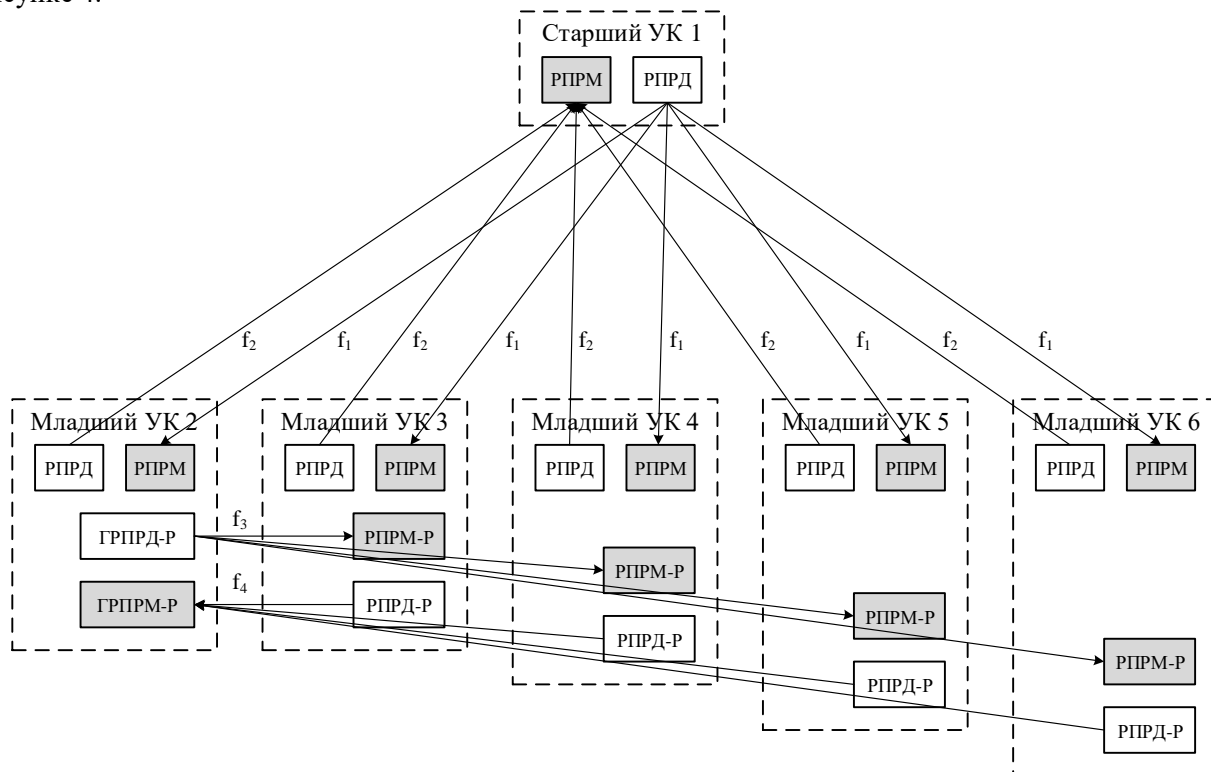 Старший УК 1
РПРМ РПРД
f2 f1 f2 f1 f2 f1 f2 f1 f2 f1
Младший УК 2 Младший УК 3 Младший УК 4 Младший УК 5 Младший УК 6
РПРД РПРМ РПРД РПРМ РПРД РПРМ РПРД РПРМ РПРД РПРМ
f3
ГРПРД-Р РПРМ-Р
РПРМ-Р
f4
ГРПРМ-Р РПРД-Р
РПРМ-Р
РПРД-Р
РПРМ-Р
РПРД-Р
РПРД-Р